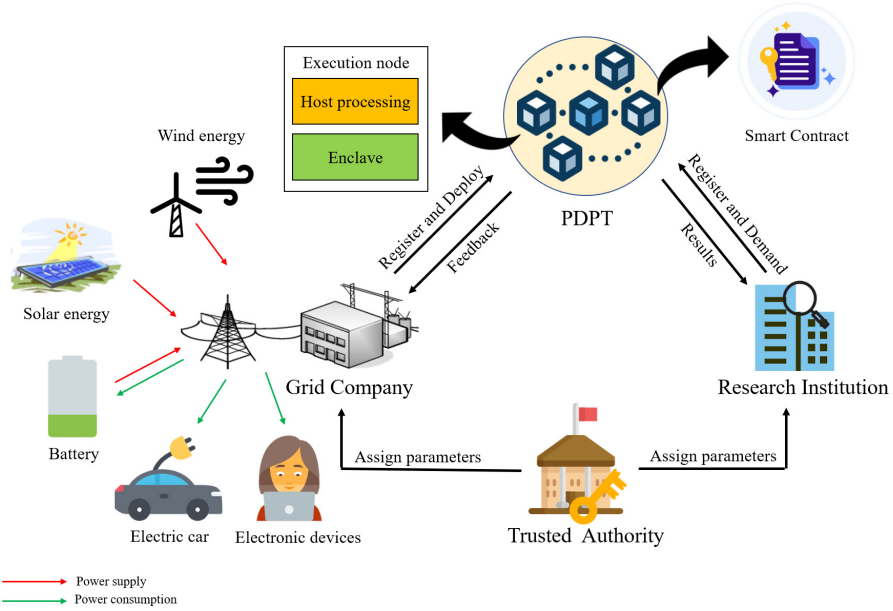 Execution node
Host processing
Enclave
Smart Contract
Wind energy
PDPT
Register and Deploy
Feedback
Register and Demand
Results
Solar energy
Grid Company
Research Institution
Battery
Assign parameters
Assign parameters
Electric car
Electronic devices
Trusted Authority
Power supply
Power consumption